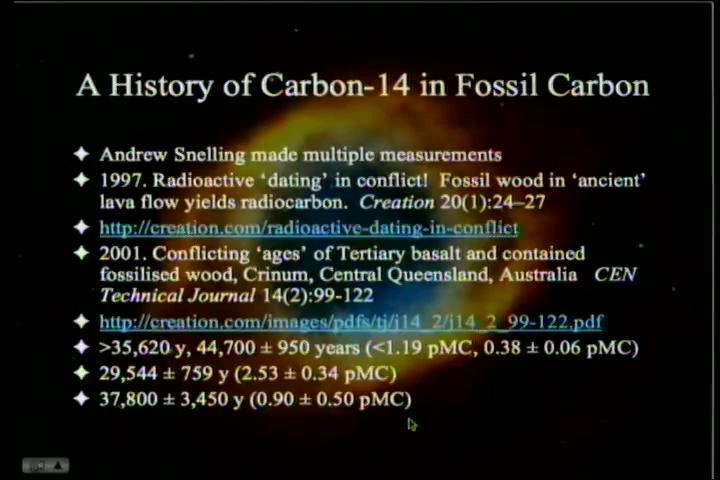 A History of Carbon-14 in Fossil Carbon
Andrew Snelling made multiple measurements
1997. Radioactive ‘dating’ in conflict! Fossil wood in ‘ancient’
lava flow yields radiocarbon. Creation 20(1):24–27
http://creation.com/radioactive-dating-in-conflict
2001. Conflicting ‘ages’ of Tertiary basalt and contained
fossilised wood, Crinum, Central Queensland, Australia CEN
Technical Journal 14(2):99-122
http://creation.com/images/pdfs/tj/j14_2/j14_2_99-122.pdf
>35,620 y, 44,700 ± 950 years (<1.19 pMC, 0.38 ± 0.06 pMC)
29,544 ± 759 y (2.53 ± 0.34 pMC)
37,800 ± 3,450 y (0.90 ± 0.50 pMC)